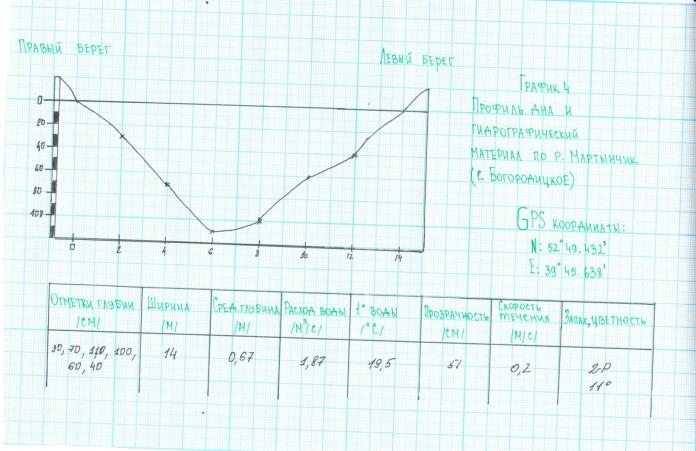 ПРАВЫЙ БЕРЕГ
ЛЕВЫЙ БЕРЕГ
ГРАФИК 4
ПРОФИЛЬ ДНА И
ГИДРОГРАФИЧЕСКИЙ
МАТЕРИАЛ ПО Р. МАРТЫНЧИК
(С. БОГОРОДИЦКОЕ)
GPS КООРДИНАТЫ:
N: 52° 49. 432'
E: 39° 45. 638'
0
20
40
60
80
100
0 2 4 6 8 10 12 14
ОТМЕТКИ ГЛУБИН /СМ/
ШИРИНА /М/
СРЕД. ГЛУБИНА /М/
РАСХОД ВОДЫ /М³/С/
t° ВОДЫ /°С/
ПРОЗРАЧНОСТЬ /СМ/
СКОРОСТЬ ТЕЧЕНИЯ /М/С/
ЗАПАХ, ЦВЕТНОСТЬ
30, 70, 110, 100, 60, 40
14
0,67
1,87
19,5
51
0,2
2-Р
11°